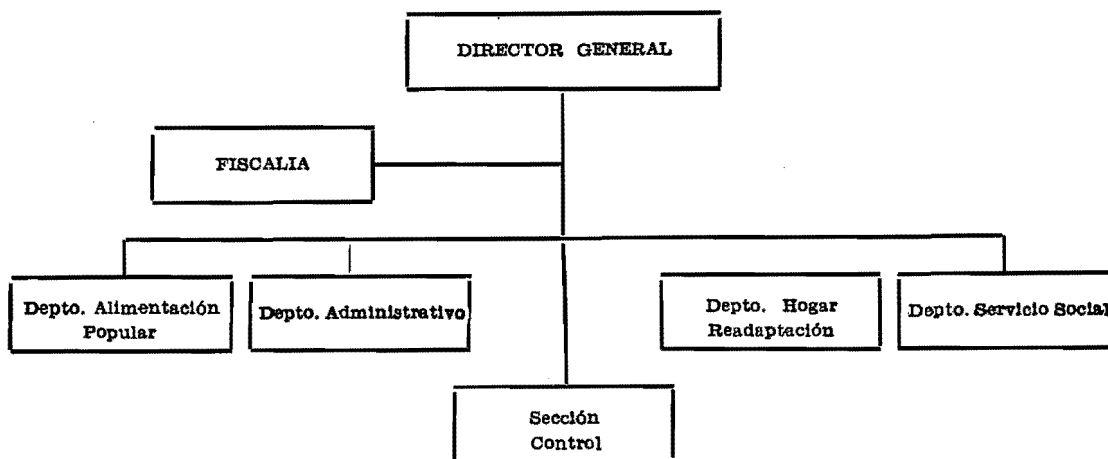 DIRECTOR GENERAL
FISCALIA
Depto. Alimentación
Popular
Depto. Administrativo
Depto. Hogar
Readaptación
Depto. Servicio Social
Sección
Control